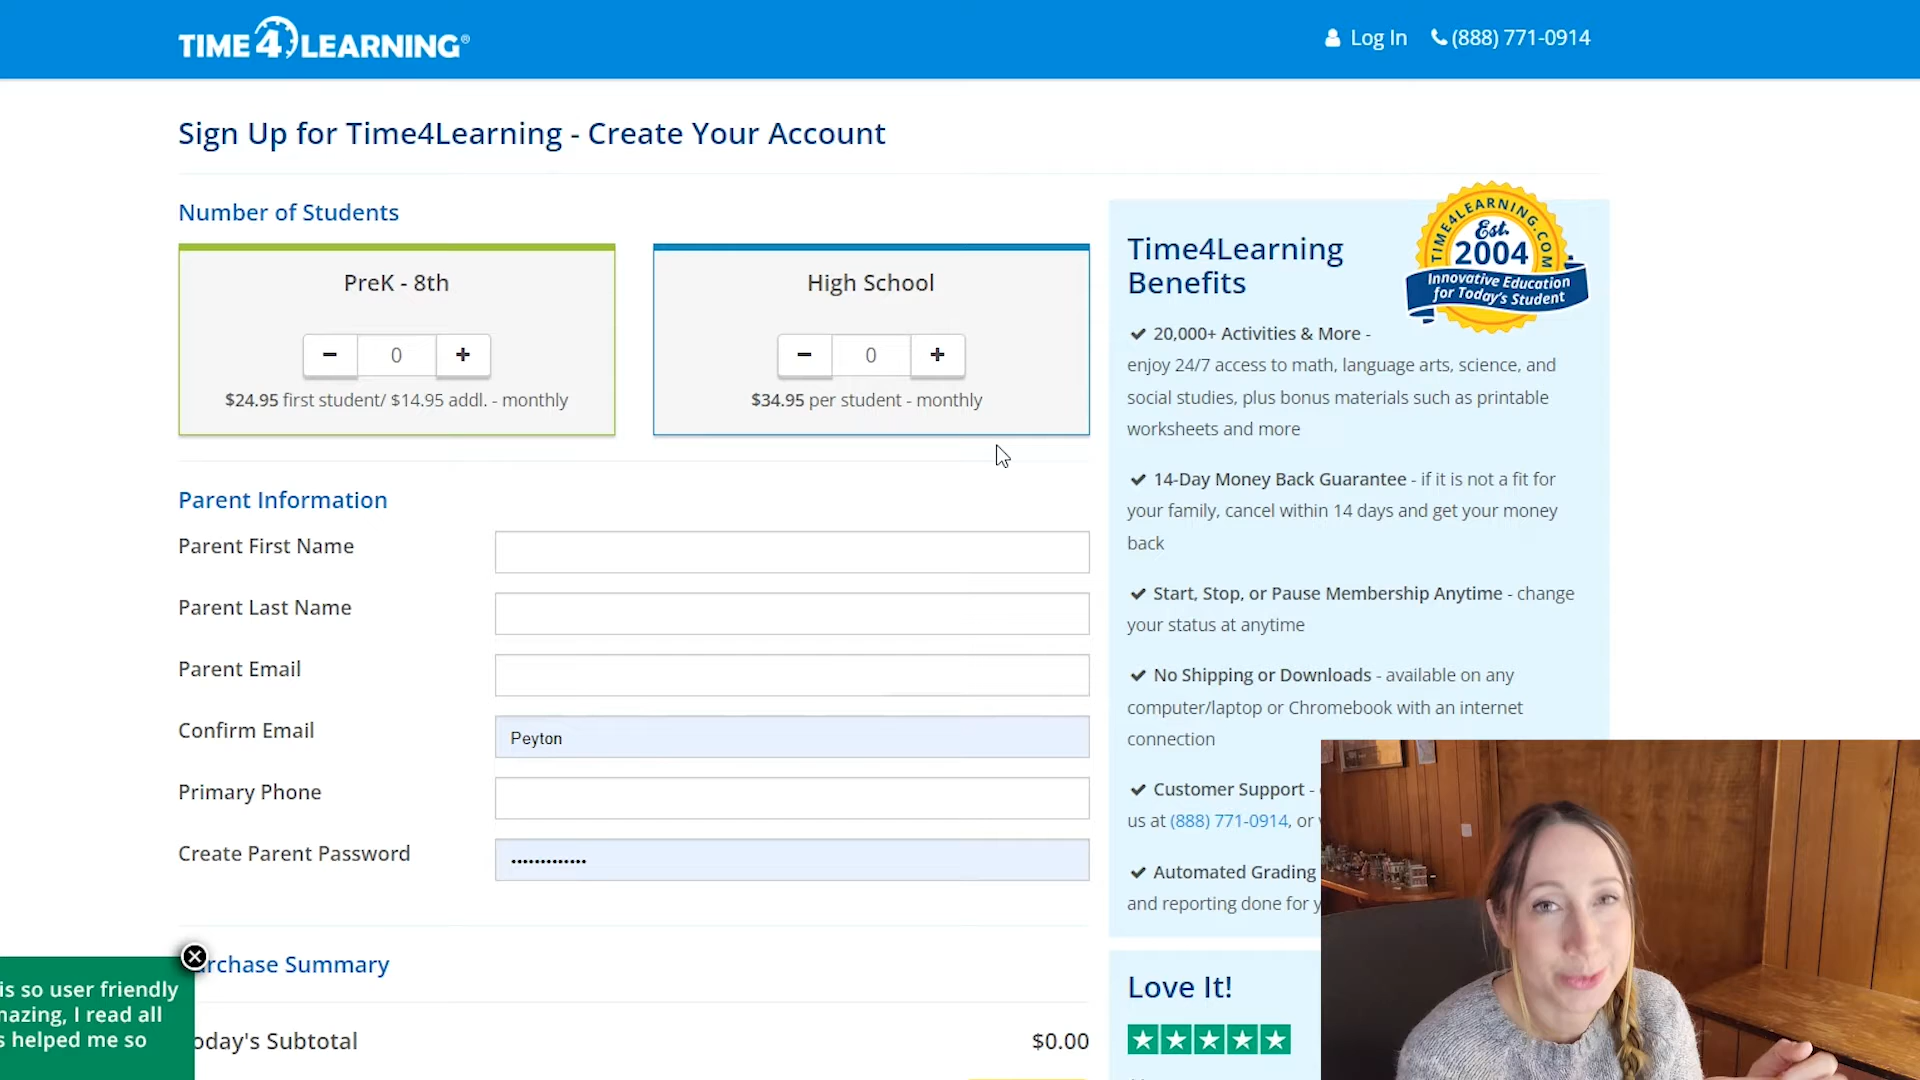 TIME4LEARNING®
Log In
(888) 771-0914
Sign Up for Time4Learning - Create Your Account
Number of Students
PreK - 8th
− 0 +
$24.95 first student/ $14.95 addl. - monthly
High School
− 0 +
$34.95 per student - monthly
Parent Information
Parent First Name
Parent Last Name
Parent Email
Confirm Email
Peyton
Primary Phone
Create Parent Password
•••••••••••••
rchase Summary
oday's Subtotal
$0.00
is so user friendly
nazing, I read all
s helped me so
Time4Learning
Benefits
TIME4LEARNING.COM
Est.
2004
Innovative Education
for Today's Student
✔ 20,000+ Activities & More -
enjoy 24/7 access to math, language arts, science, and
social studies, plus bonus materials such as printable
worksheets and more
✔ 14-Day Money Back Guarantee - if it is not a fit for
your family, cancel within 14 days and get your money
back
✔ Start, Stop, or Pause Membership Anytime - change
your status at anytime
✔ No Shipping or Downloads - available on any
computer/laptop or Chromebook with an internet
connection
✔ Customer Support -
us at (888) 771-0914, or
✔ Automated Grading
and reporting done for
Love It!